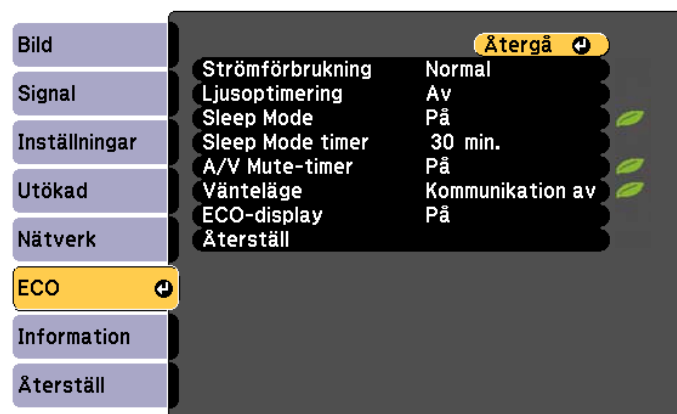 Bild
Signal
Inställningar
Utökad
Nätverk
ECO
Information
Återställ
Återgå
Strömförbrukning Normal
Ljusoptimering Av
Sleep Mode På
Sleep Mode timer 30 min.
A/V Mute-timer På
Vänteläge Kommunikation av
ECO-display På
Återställ